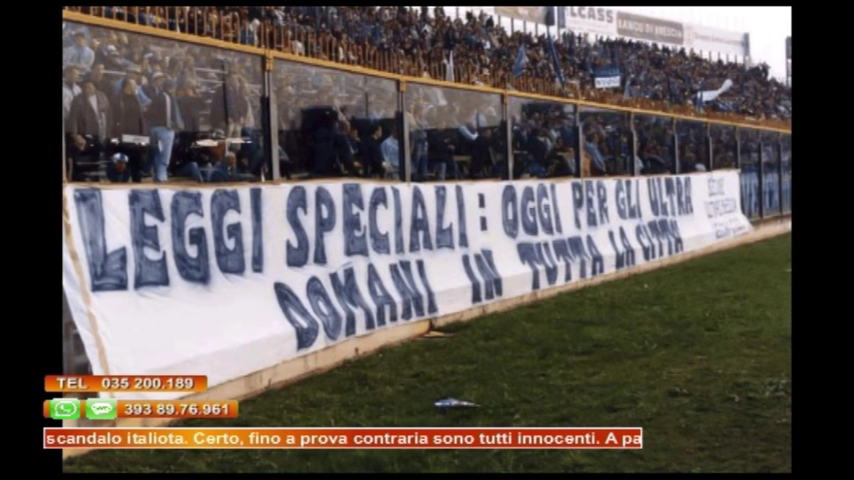 LCASS
BANCO DI BRESCIA
LEGGI SPECIALI: OGGI PER GLI ULTRA
DOMANI IN TUTTA LA CITTA
TEL 035 200.189
393 89.76.961
scandalo italiota. Certo, fino a prova contraria sono tutti innocenti. A pa